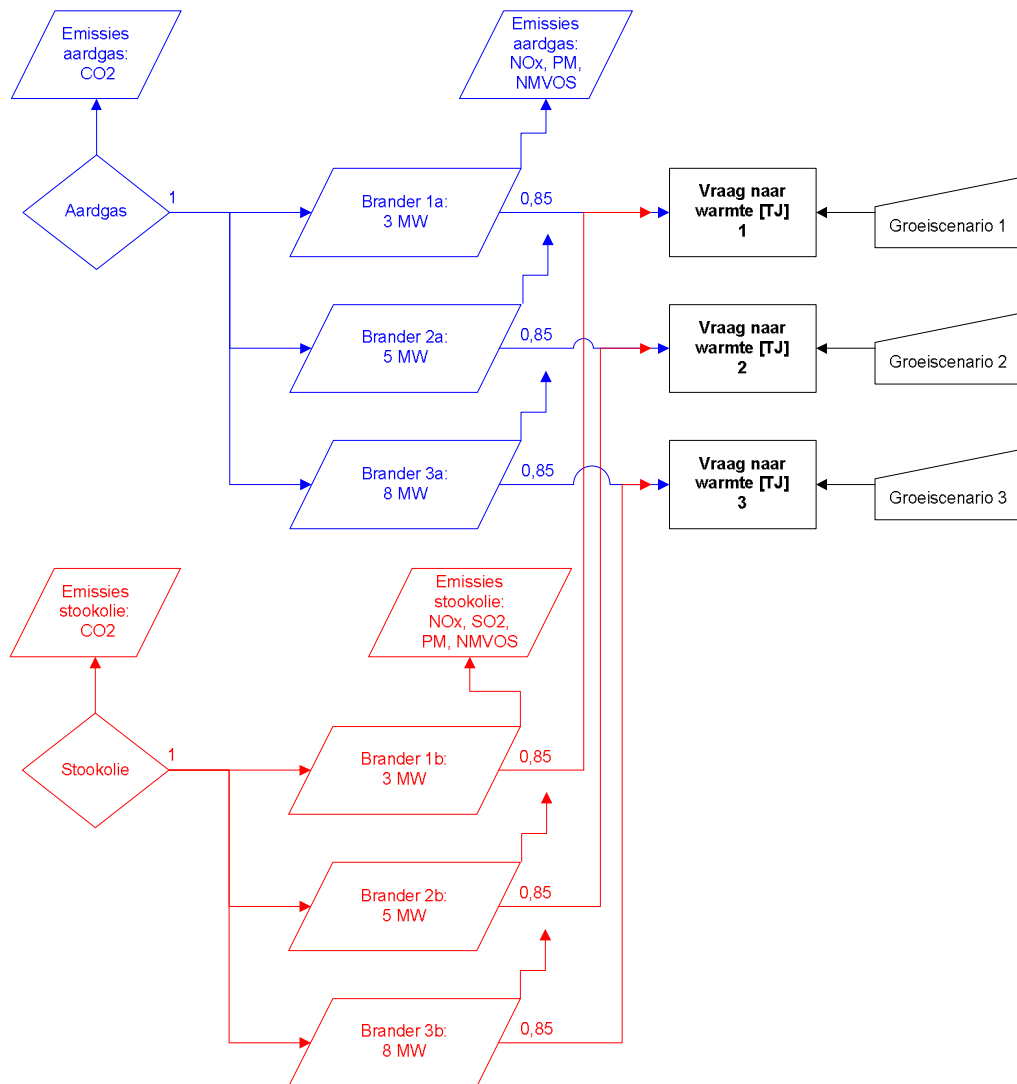 Emissies
aardgas:
CO2
Emissies
aardgas:
NOx, PM,
NMVOS
Aardgas
1
Brander 1a:
3 MW
0,85
Vraag naar
warmte [TJ]
1
Groeiscenario 1
Brander 2a:
5 MW
0,85
Vraag naar
warmte [TJ]
2
Groeiscenario 2
Brander 3a:
8 MW
0,85
Vraag naar
warmte [TJ]
3
Groeiscenario 3
Emissies
stookolie:
CO2
Emissies
stookolie:
NOx, SO2,
PM, NMVOS
Stookolie
1
Brander 1b:
3 MW
0,85
Brander 2b:
5 MW
0,85
Brander 3b:
8 MW
0,85